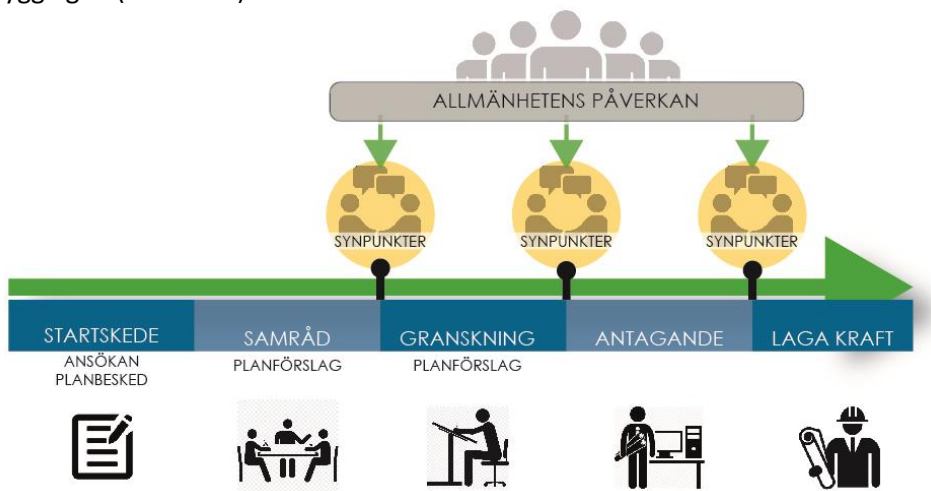 ALLMÄNHETENS PÅVERKAN
SYNPUNKTER SYNPUNKTER SYNPUNKTER
STARTSKEDE SAMRÅD GRANSKNING ANTAGANDE LAGA KRAFT
ANSÖKAN PLANFÖRSLAG PLANFÖRSLAG
PLANBESKED